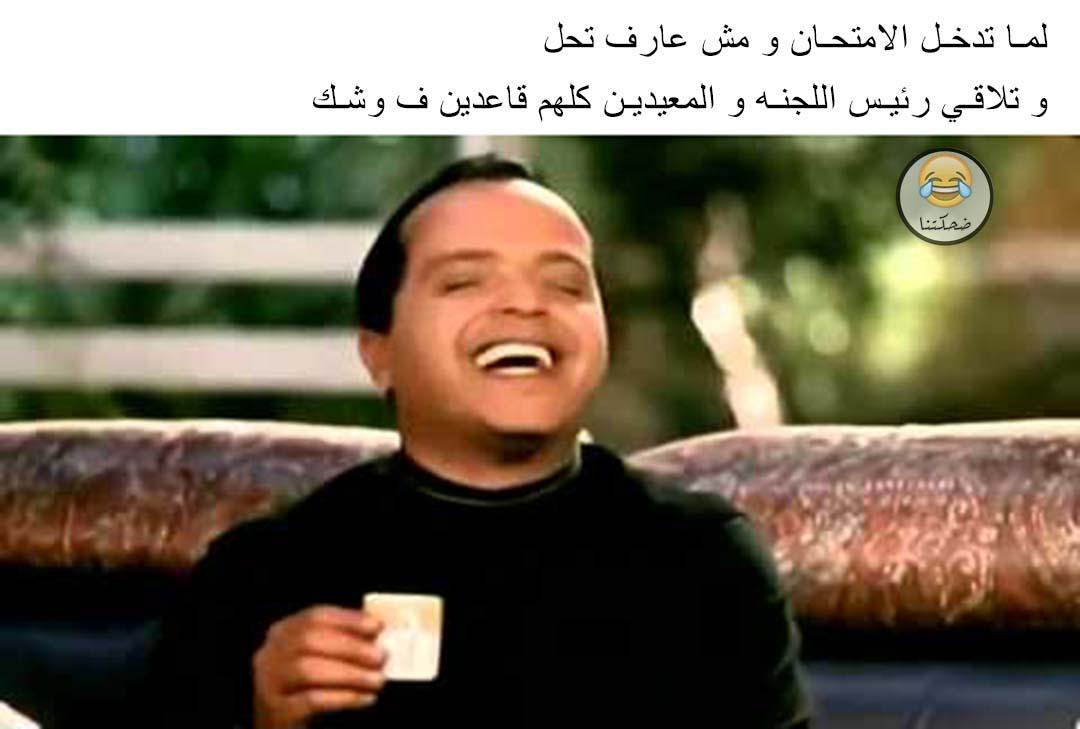 لما تدخل الامتحان و مش عارف تحل
و تلاقي رئيس اللجنه و المعيدين كلهم قاعدين ف وشك
ضحكتنا